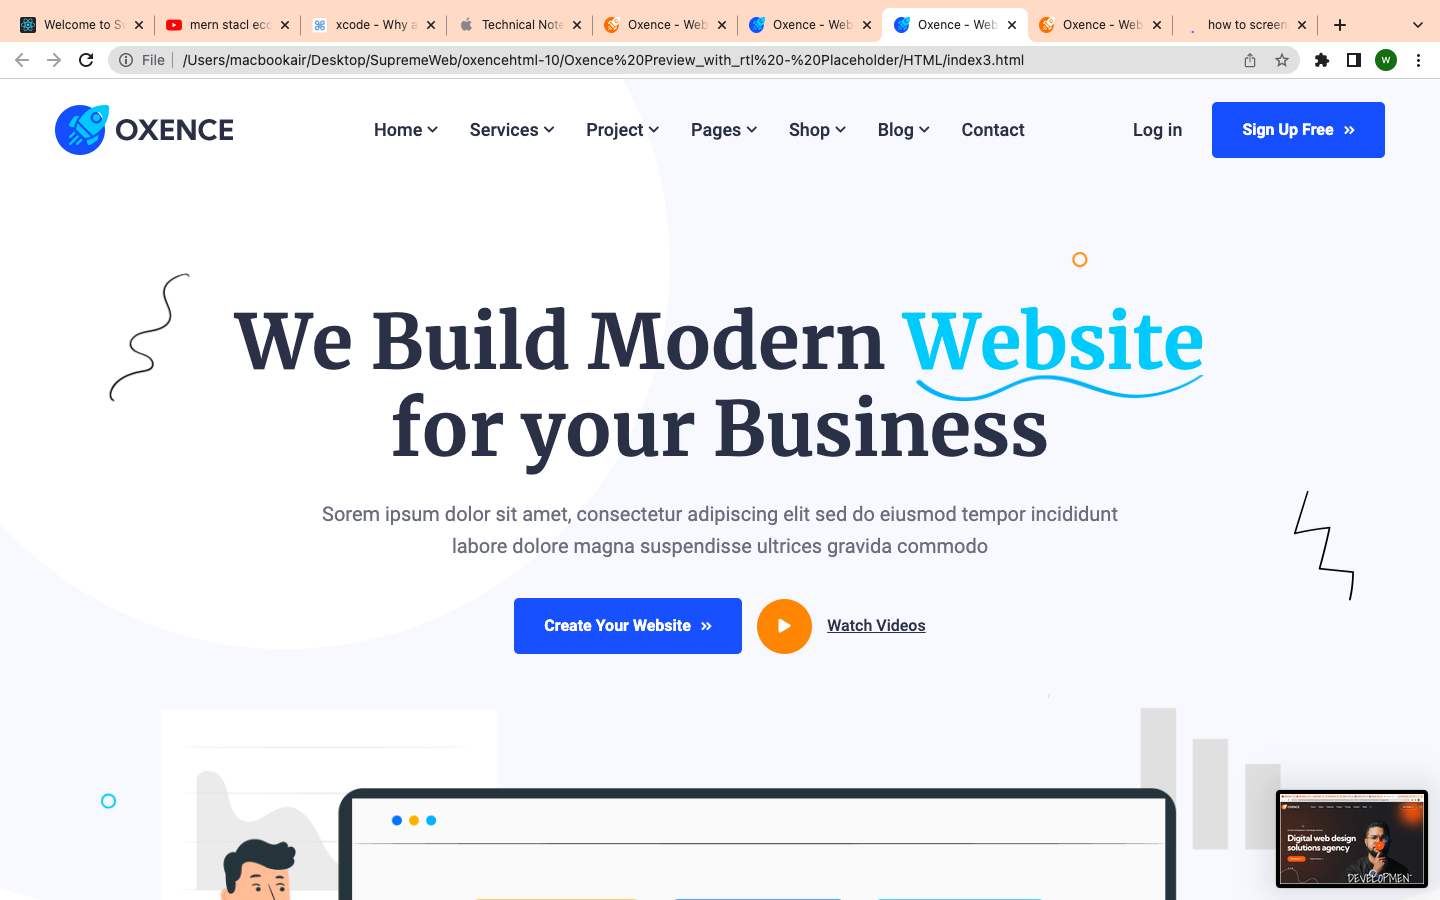 Welcome to Sv
mern stacl eco
xcode - Why a
Technical Note
Oxence - Web
Oxence - Web
Oxence - Web
Oxence - Web
how to screen
File
/Users/macbookair/Desktop/SupremeWeb/oxencehtml-10/Oxence%20Preview_with_rtl%20-%20Placeholder/HTML/index3.html
W
OXENCE
Home
Services
Project
Pages
Shop
Blog
Contact
Log in
Sign Up Free »
We Build Modern Website
for your Business
Sorem ipsum dolor sit amet, consectetur adipiscing elit sed do eiusmod tempor incididunt
labore dolore magna suspendisse ultrices gravida commodo
Create Your Website »
Watch Videos
OXENCE
Digital web design
solutions agency
DEVELOPMEN